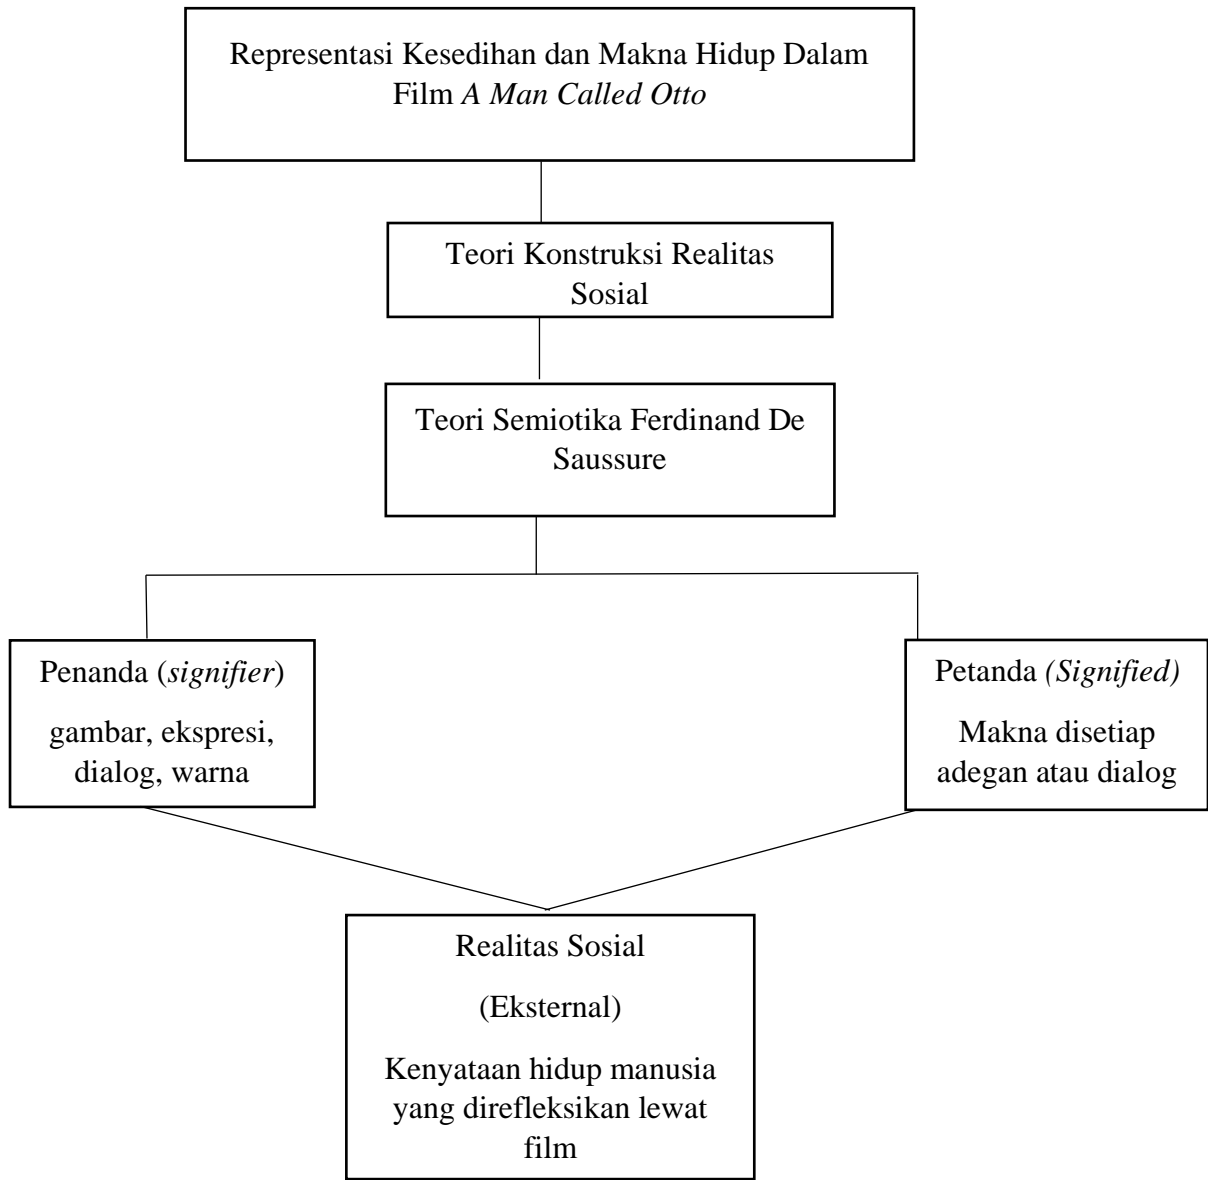 Representasi Kesedihan dan Makna Hidup Dalam
Film A Man Called Otto
Teori Konstruksi Realitas
Sosial
Teori Semiotika Ferdinand De
Saussure
Penanda (signifier)
gambar, ekspresi,
dialog, warna
Petanda (Signified)
Makna disetiap
adegan atau dialog
Realitas Sosial
(Eksternal)
Kenyataan hidup manusia
yang direfleksikan lewat
film